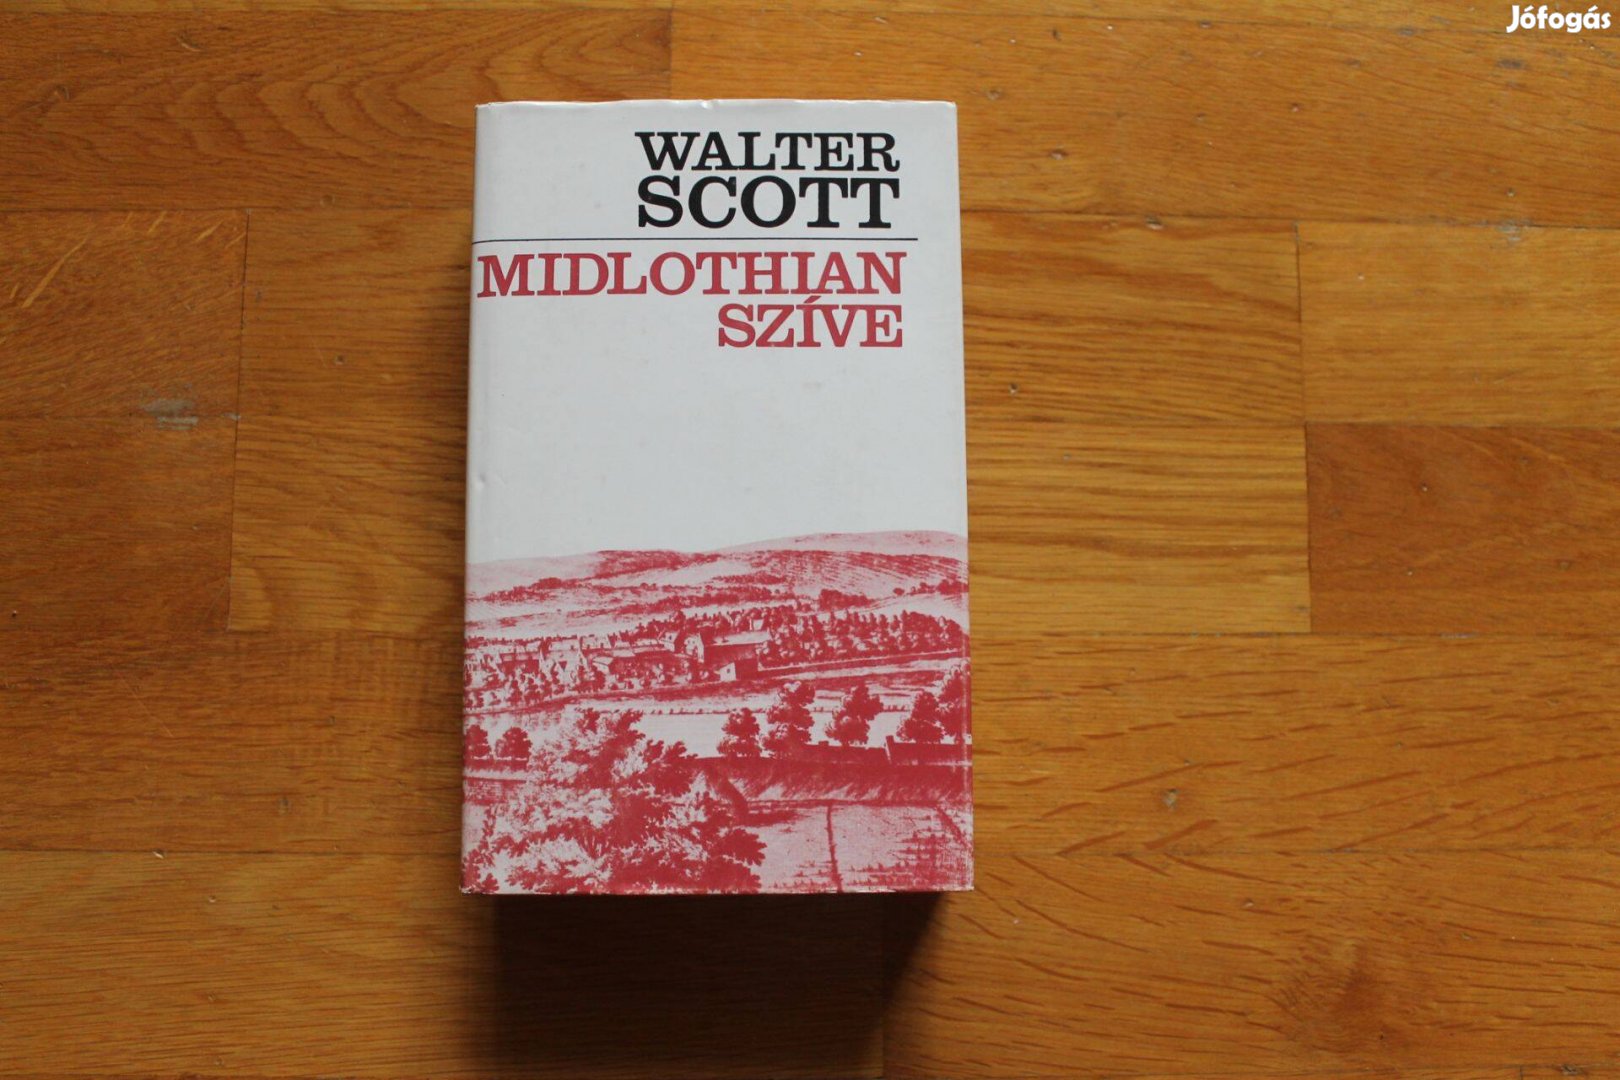 Jófogás
WALTER
SCOTT
MIDLOTHIAN
SZÍVE